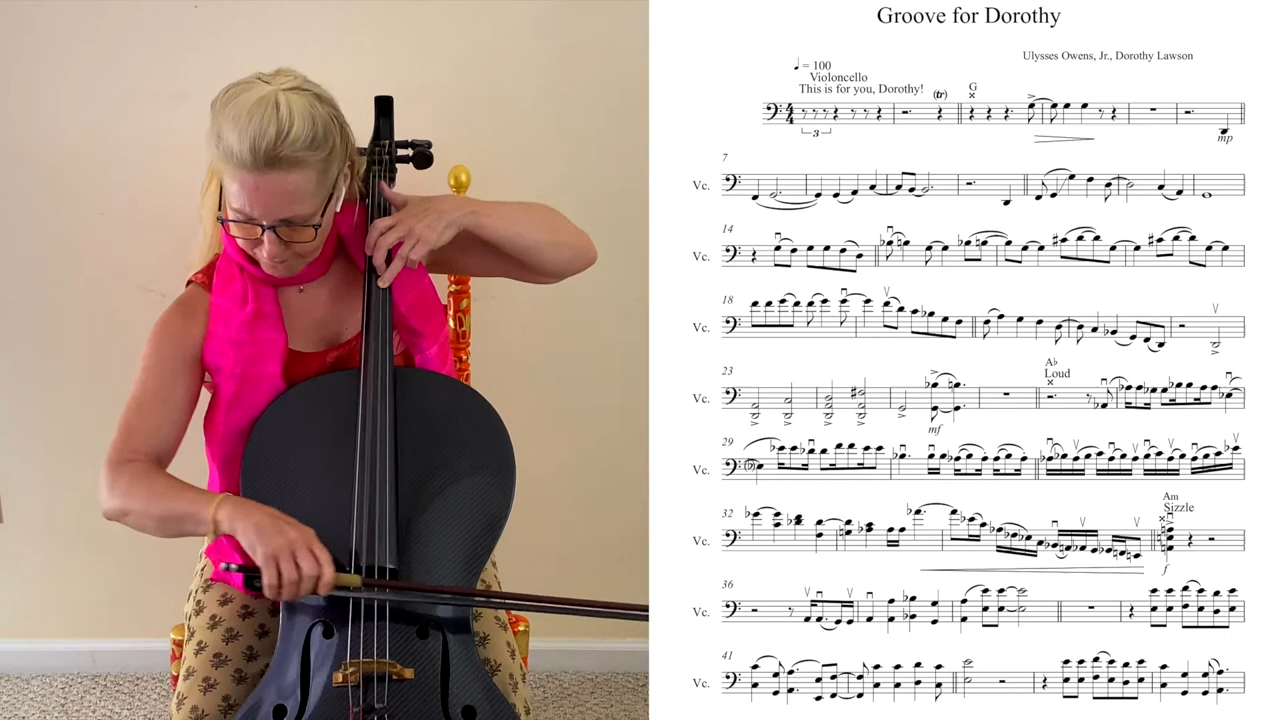 Groove for Dorothy
Ulysses Owens, Jr., Dorothy Lawson
♩ = 100
Violoncello
This is for you, Dorothy!
(tr)
G
3
mp
7
Vc.
14
Vc.
18
Vc.
23
Vc.
A♭
Loud
mf
29
Vc.
32
Vc.
Am
Sizzle
f
36
Vc.
41
Vc.